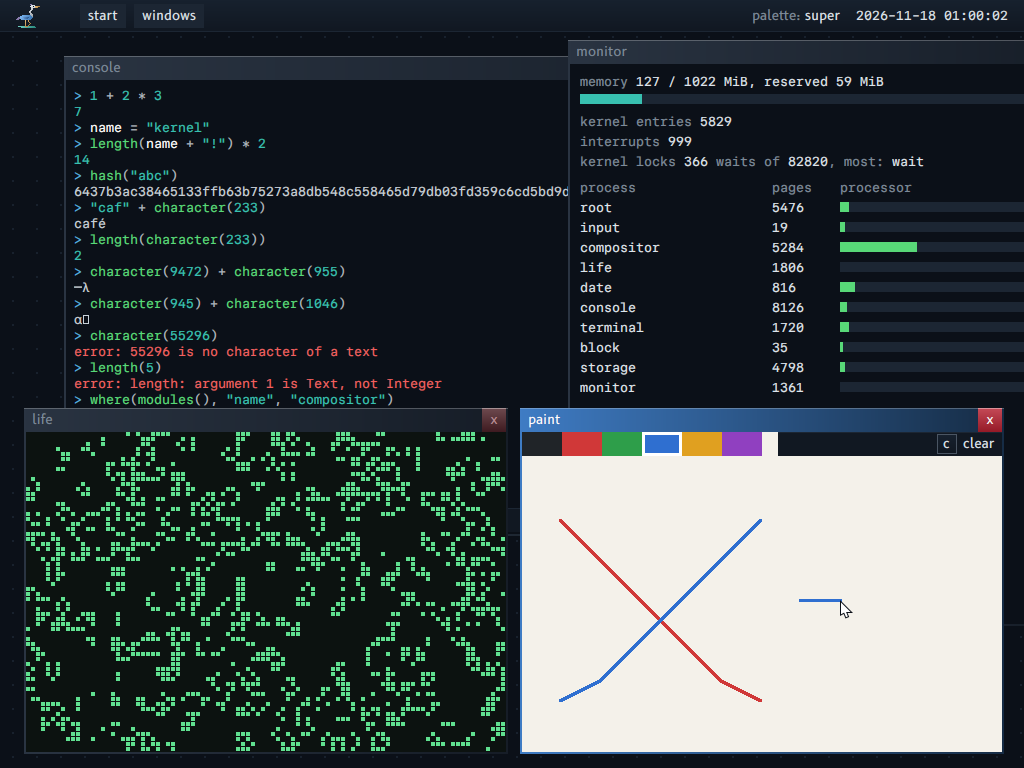 start windows palette: super 2026-11-18 01:00:02
console
> 1 + 2 * 3
7
> name = "kernel"
> length(name + "!") * 2
14
> hash("abc")
6437b3ac38465133ffb63b75273a8db548c558465d79db03fd359c6cd5bd9d
> "caf" + character(233)
café
> length(character(233))
2
> character(9472) + character(955)
─λ
> character(945) + character(1046)
α
> character(55296)
error: 55296 is no character of a text
> length(5)
error: length: argument 1 is Text, not Integer
> where(modules(), "name", "compositor")
monitor
memory 127 / 1022 MiB, reserved 59 MiB
kernel entries 5829
interrupts 999
kernel locks 366 waits of 82820, most: wait
process pages processor
root 5476
input 19
compositor 5284
life 1806
date 816
console 8126
terminal 1720
block 35
storage 4798
monitor 1361
life x
paint x
c clear